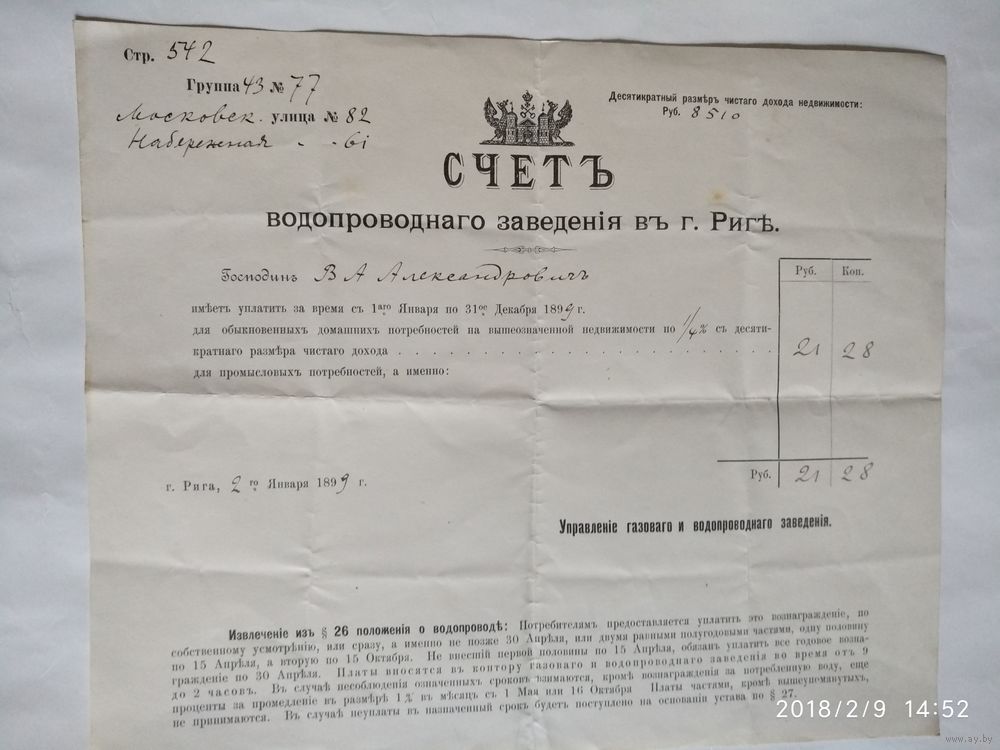 Стр. 542
Группа 43 № 77
Московск. улица № 82
Набережная " " 61
Десятикратный размѣръ чистаго дохода недвижимости:
Руб. 8510
СЧЕТЪ
водопроводнаго заведенія въ г. Ригѣ.
Господинъ В А Александровичъ
имѣетъ уплатить за время съ 1аго Января по 31ое Декабря 1899 г.
для обыкновенныхъ домашнихъ потребностей на вышеозначенной недвижимости по 1/4% съ десяти-
кратнаго размѣра чистаго дохода . . . . . . . . . . . . . . . . . . . . . . . .
для промысловыхъ потребностей, а именно:
Руб. Коп.
21 28
Руб. 21 28
г. Рига, 2го Января 1899 г.
Управленіе газоваго и водопроводнаго заведенія.
Извлеченіе изъ § 26 положенія о водопроводѣ: Потребителямъ предоставляется уплатить это вознагражденіе, по
собственному усмотрѣнію, или сразу, а именно не позже 30 Апрѣля, или двумя равными полугодовыми частями, одну половину
по 15 Апрѣля, а вторую по 15 Октября. Не внесшій первой половины по 15 Апрѣля, обязанъ уплатить все годовое возна-
гражденіе по 30 Апрѣля. Платы вносятся въ контору газоваго и водопроводнаго заведенія во время отъ 9
до 2 часовъ. Въ случаѣ несоблюденія означенныхъ сроковъ взимаются, кромѣ вознагражденія за потребленную воду, еще
проценты за промедленіе въ размѣрѣ 1% въ мѣсяцъ съ 1 Мая или 16 Октября Платы частями, кромѣ вышеупомянутыхъ,
не принимаются. Въ случаѣ неуплаты въ назначенный срокъ будетъ поступлено на основаніи устава по § 27.
2018/2/9 14:52
www.ay.by